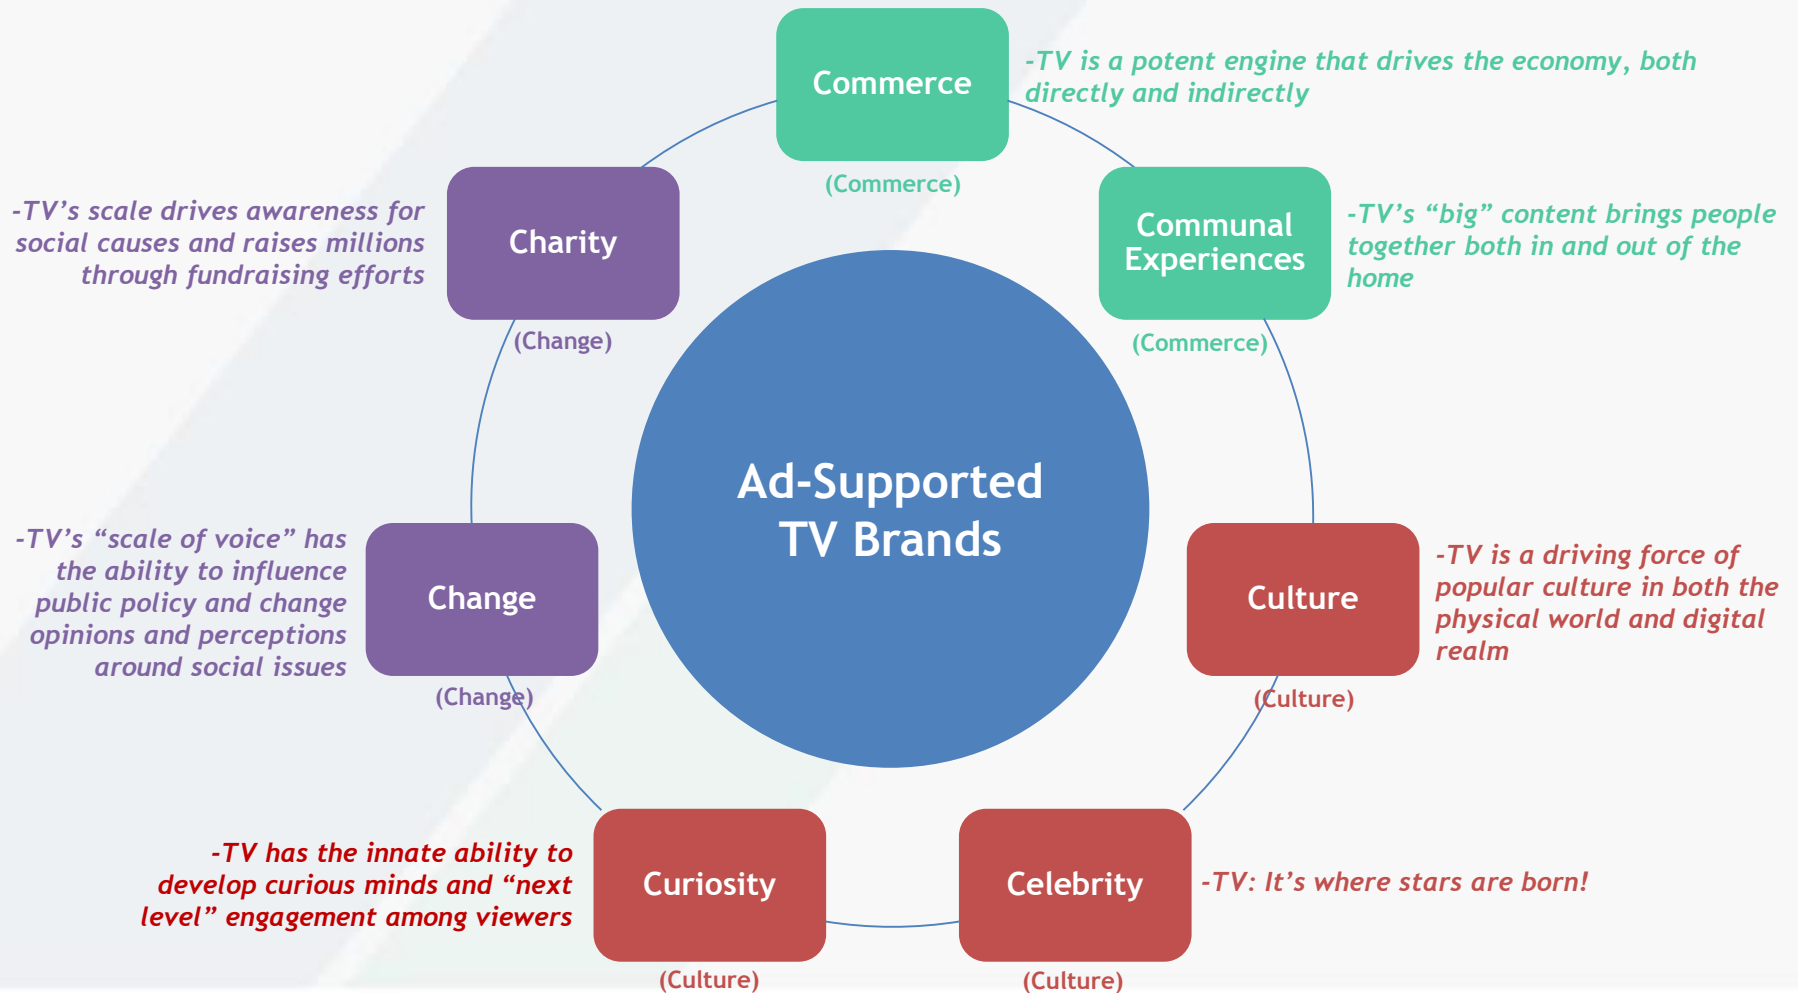 Commerce
-TV is a potent engine that drives the economy, both
directly and indirectly
(Commerce)
Communal
Experiences
-TV’s “big” content brings people
together both in and out of the
home
(Commerce)
Culture
-TV is a driving force of
popular culture in both the
physical world and digital
realm
(Culture)
Celebrity
-TV: It’s where stars are born!
(Culture)
Curiosity
-TV has the innate ability to
develop curious minds and “next
level” engagement among viewers
(Culture)
Change
-TV’s “scale of voice” has
the ability to influence
public policy and change
opinions and perceptions
around social issues
(Change)
Charity
-TV’s scale drives awareness for
social causes and raises millions
through fundraising efforts
(Change)
Ad-Supported
TV Brands